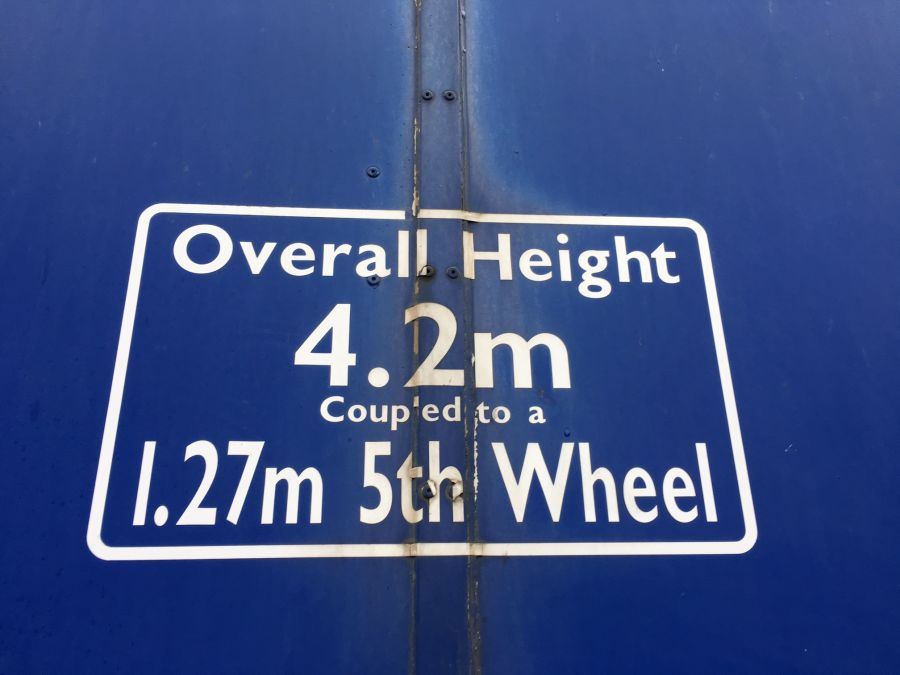 Overall Height
4.2m
Coupled to a
1.27m 5th Wheel